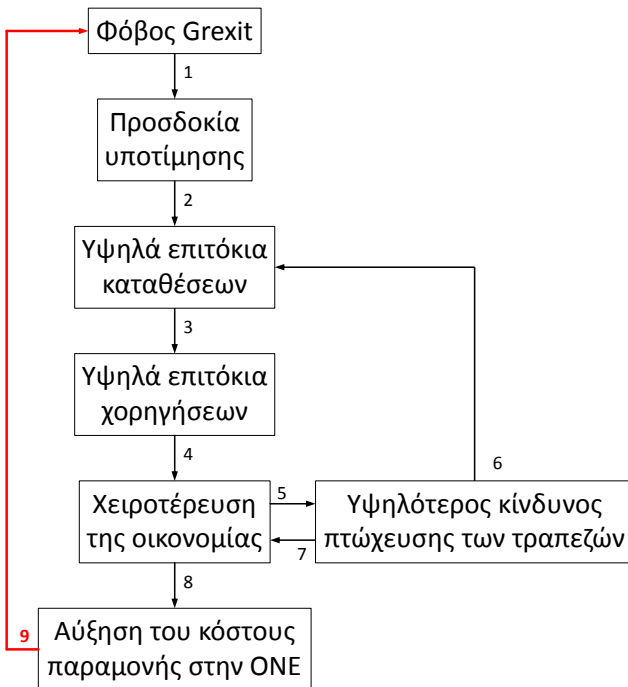 Φόβος Grexit
1
Προσδοκία
υποτίμησης
2
Υψηλά επιτόκια
καταθέσεων
3
Υψηλά επιτόκια
χορηγήσεων
4
6
Χειροτέρευση
της οικονομίας
5
7
Υψηλότερος κίνδυνος
πτώχευσης των τραπεζών
8
9
Αύξηση του κόστους
παραμονής στην ΟΝΕ